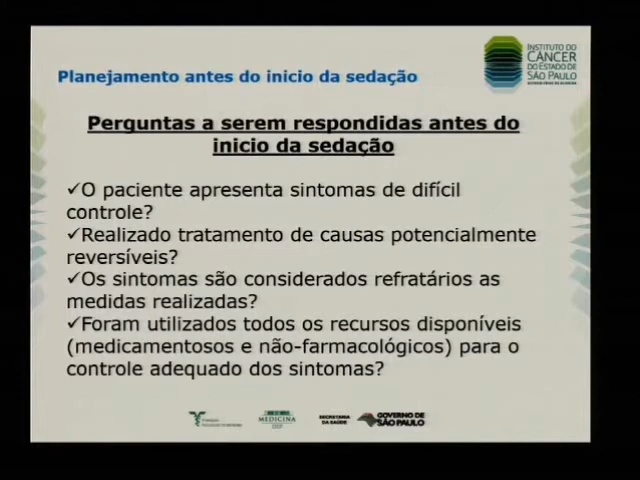 INSTITUTO DO
CÂNCER
DO ESTADO DE
SÃO PAULO
Planejamento antes do inicio da sedação
Perguntas a serem respondidas antes do
inicio da sedação
✓O paciente apresenta sintomas de difícil
controle?
✓Realizado tratamento de causas potencialmente
reversíveis?
✓Os sintomas são considerados refratários as
medidas realizadas?
✓Foram utilizados todos os recursos disponíveis
(medicamentosos e não-farmacológicos) para o
controle adequado dos sintomas?
MEDICINA
SECRETARIA
DA SAÚDE
GOVERNO DE
SÃO PAULO